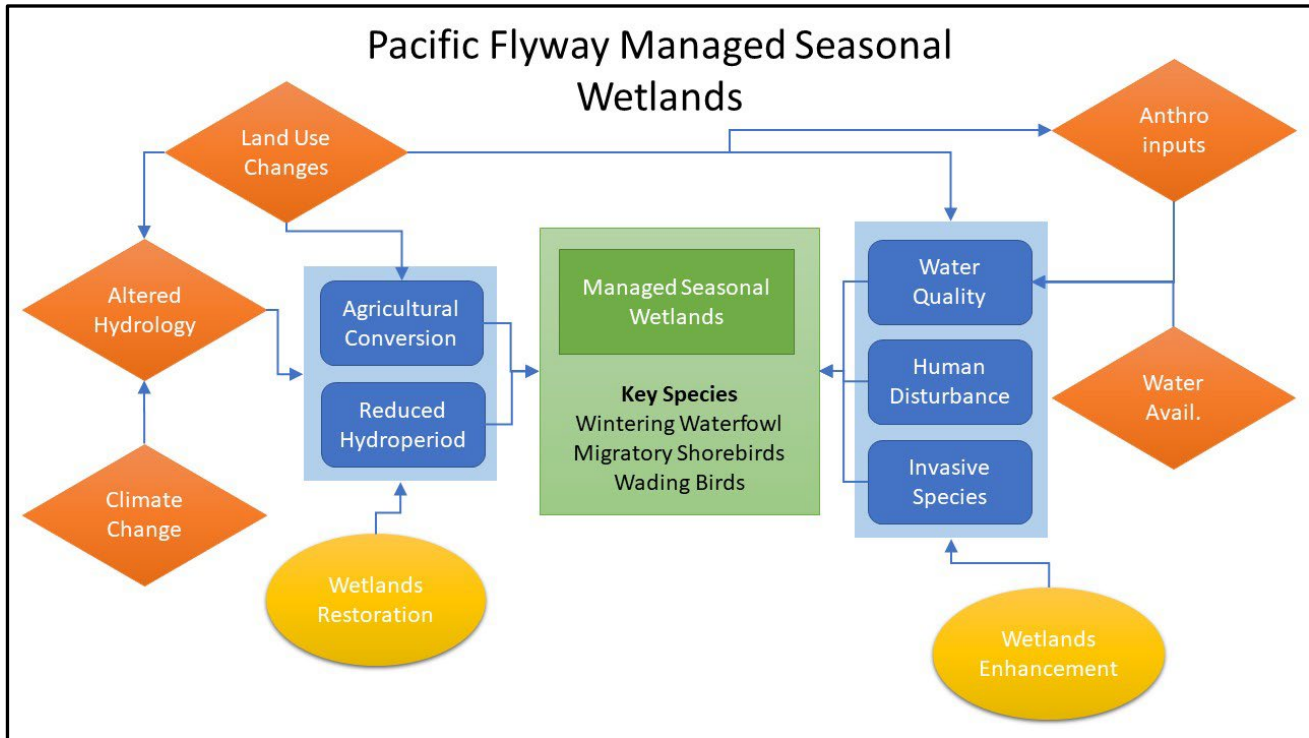 Pacific Flyway Managed Seasonal
Wetlands
Land Use
Changes
Anthro
inputs
Altered
Hydrology
Agricultural
Conversion
Reduced
Hydroperiod
Climate
Change
Managed Seasonal
Wetlands
Key Species
Wintering Waterfowl
Migratory Shorebirds
Wading Birds
Water
Quality
Human
Disturbance
Invasive
Species
Water
Avail.
Wetlands
Restoration
Wetlands
Enhancement